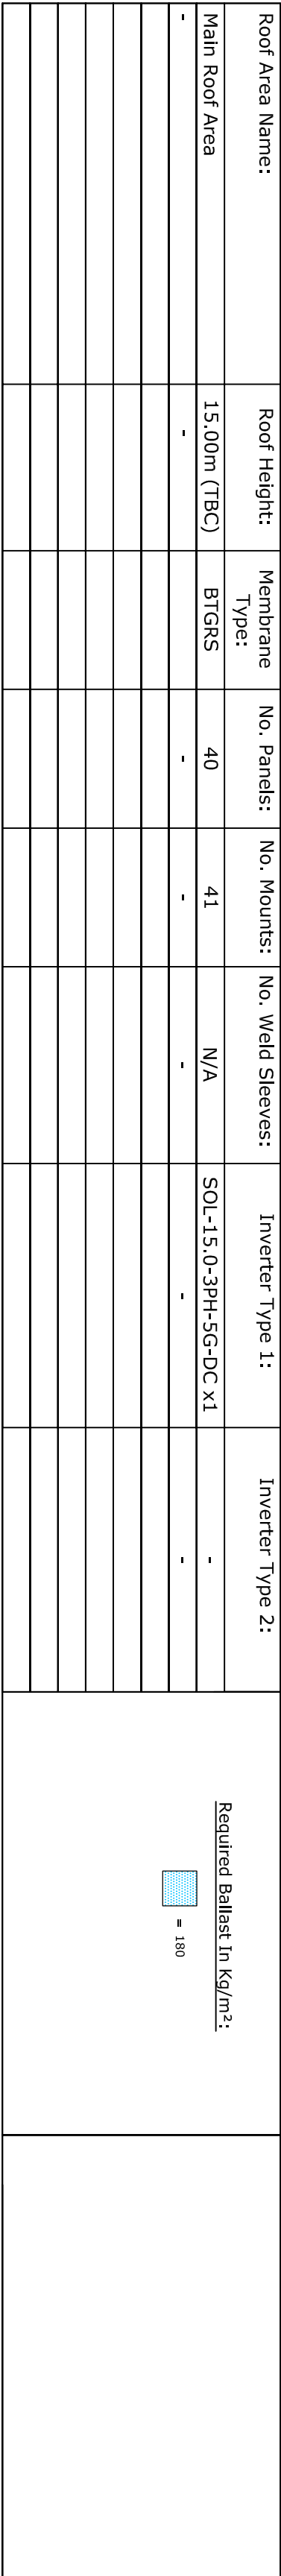 Roof Area Name: Roof Height: Membrane Type: No. Panels: No. Mounts: No. Weld Sleeves: Inverter Type 1: Inverter Type 2:
Main Roof Area 15.00m (TBC) BTGRS 40 41 N/A SOL-15.0-3PH-5G-DC x1 -
- - - - - - -
Required Ballast In Kg/m²:
= 180